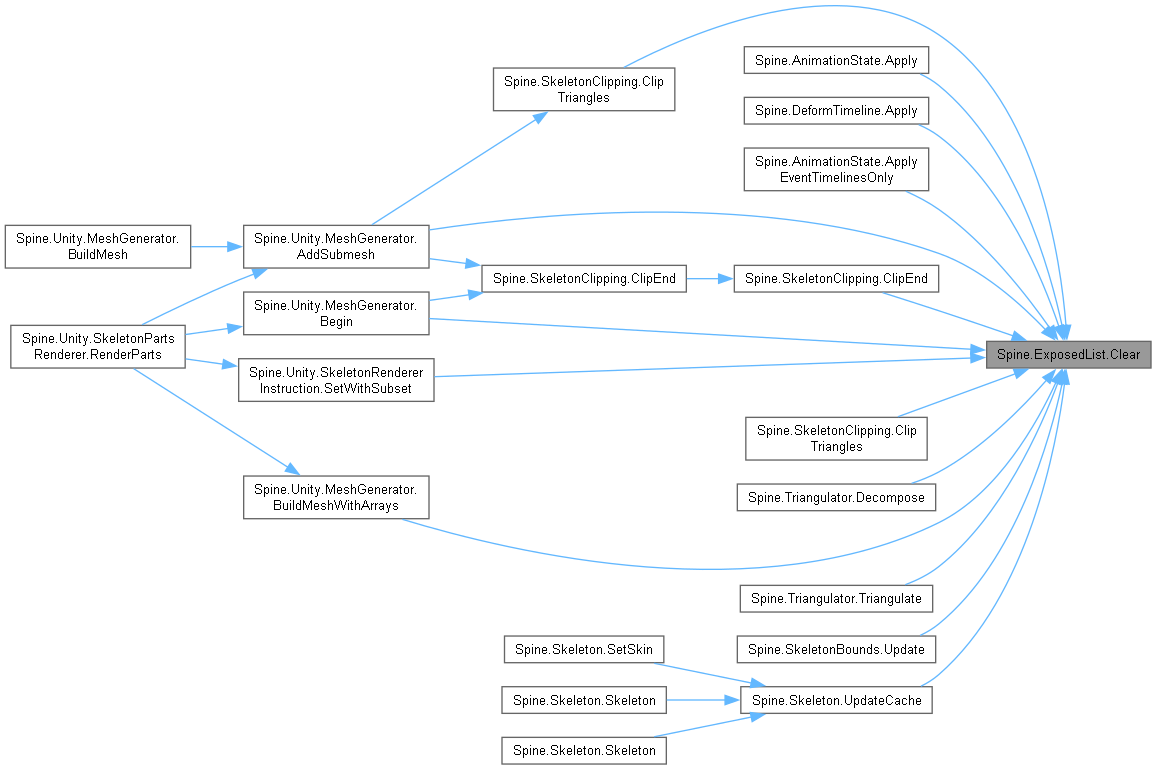 Spine.SkeletonClipping.Clip
Triangles
Spine.AnimationState.Apply
Spine.DeformTimeline.Apply
Spine.AnimationState.Apply
EventTimelinesOnly
Spine.Unity.MeshGenerator.
BuildMesh
Spine.Unity.MeshGenerator.
AddSubmesh
Spine.SkeletonClipping.ClipEnd
Spine.SkeletonClipping.ClipEnd
Spine.Unity.MeshGenerator.
Begin
Spine.Unity.SkeletonParts
Renderer.RenderParts
Spine.ExposedList.Clear
Spine.Unity.SkeletonRenderer
Instruction.SetWithSubset
Spine.SkeletonClipping.Clip
Triangles
Spine.Unity.MeshGenerator.
BuildMeshWithArrays
Spine.Triangulator.Decompose
Spine.Triangulator.Triangulate
Spine.Skeleton.SetSkin
Spine.SkeletonBounds.Update
Spine.Skeleton.Skeleton
Spine.Skeleton.UpdateCache
Spine.Skeleton.Skeleton